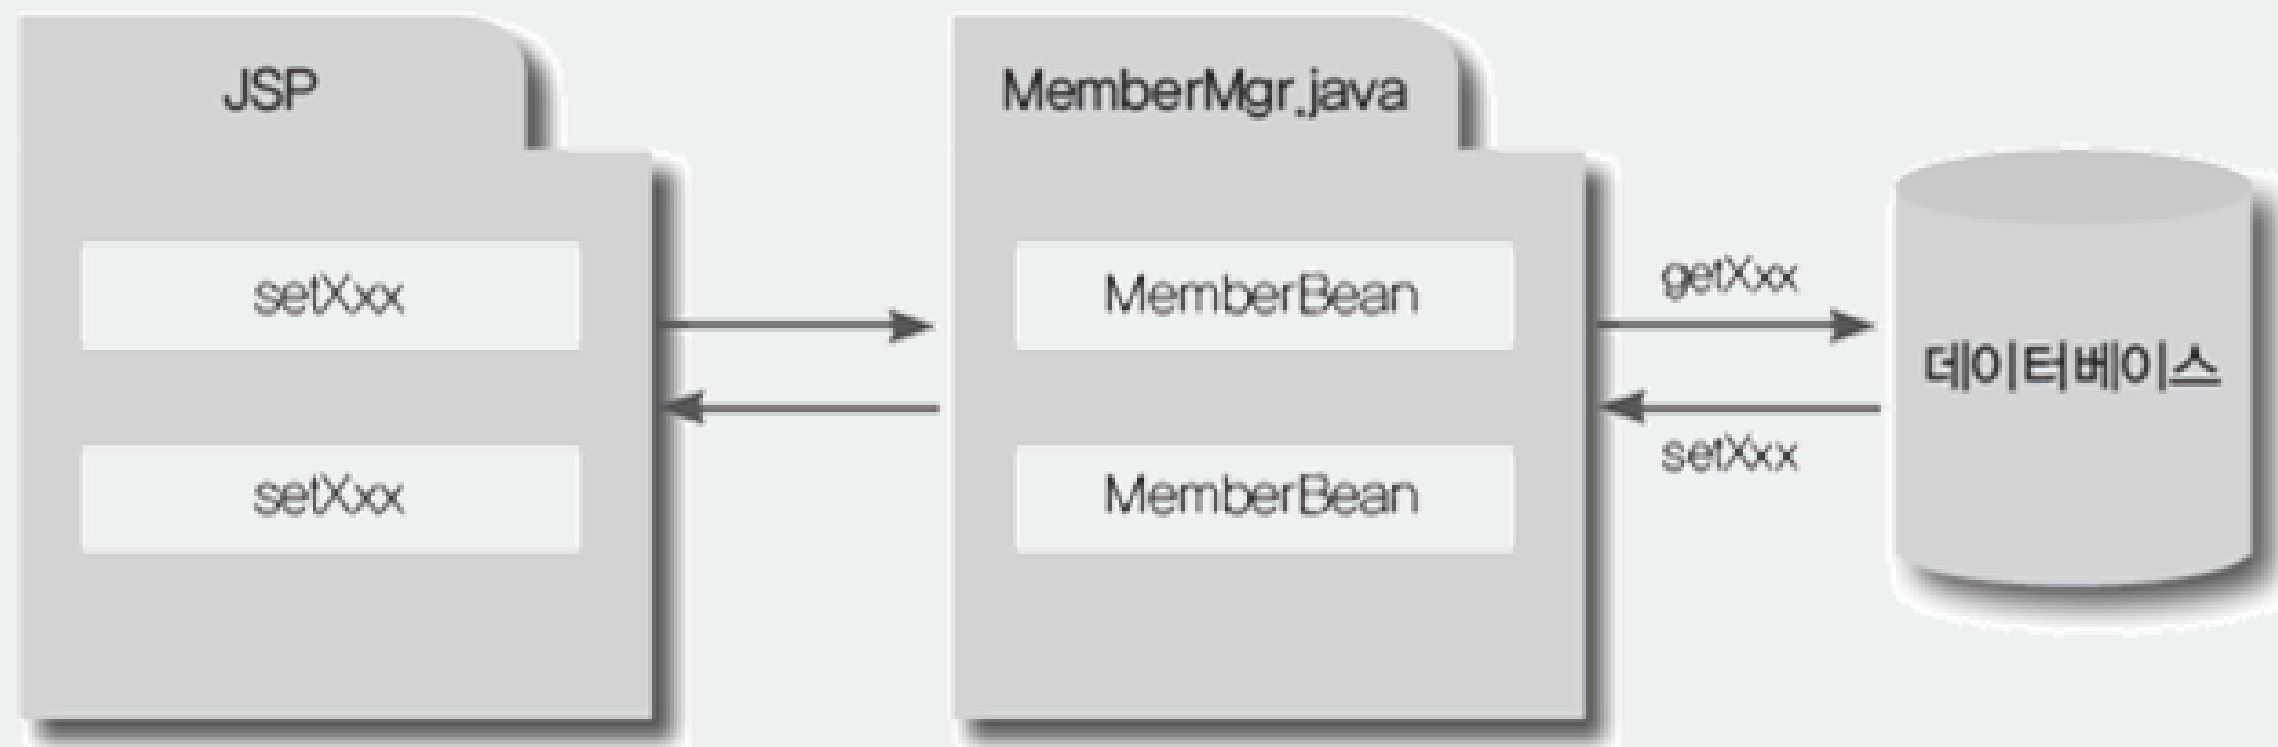 JSP
setXxx
setXxx
MemberMgr.java
MemberBean
MemberBean
getXxx
setXxx
데이터베이스